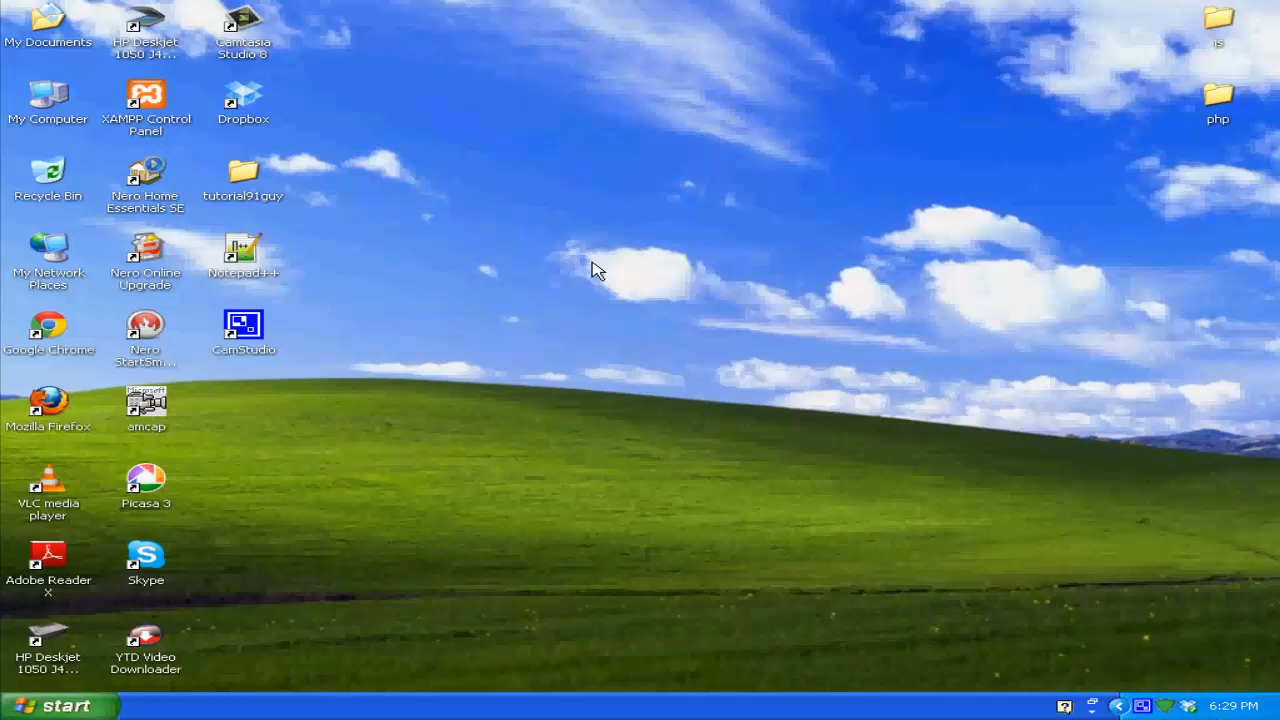 My Documents
HP Deskjet
1050 J4...
Camtasia
Studio 8
js
My Computer
XAMPP Control
Panel
Dropbox
php
Recycle Bin
Nero Home
Essentials SE
tutorial91guy
My Network
Places
Nero Online
Upgrade
Notepad++
Google Chrome
Nero
StartSm...
CamStudio
Mozilla Firefox
Microsoft
amcap
VLC media
player
Picasa 3
Adobe Reader
X
Skype
HP Deskjet
1050 J4...
YTD Video
Downloader
start
6:29 PM